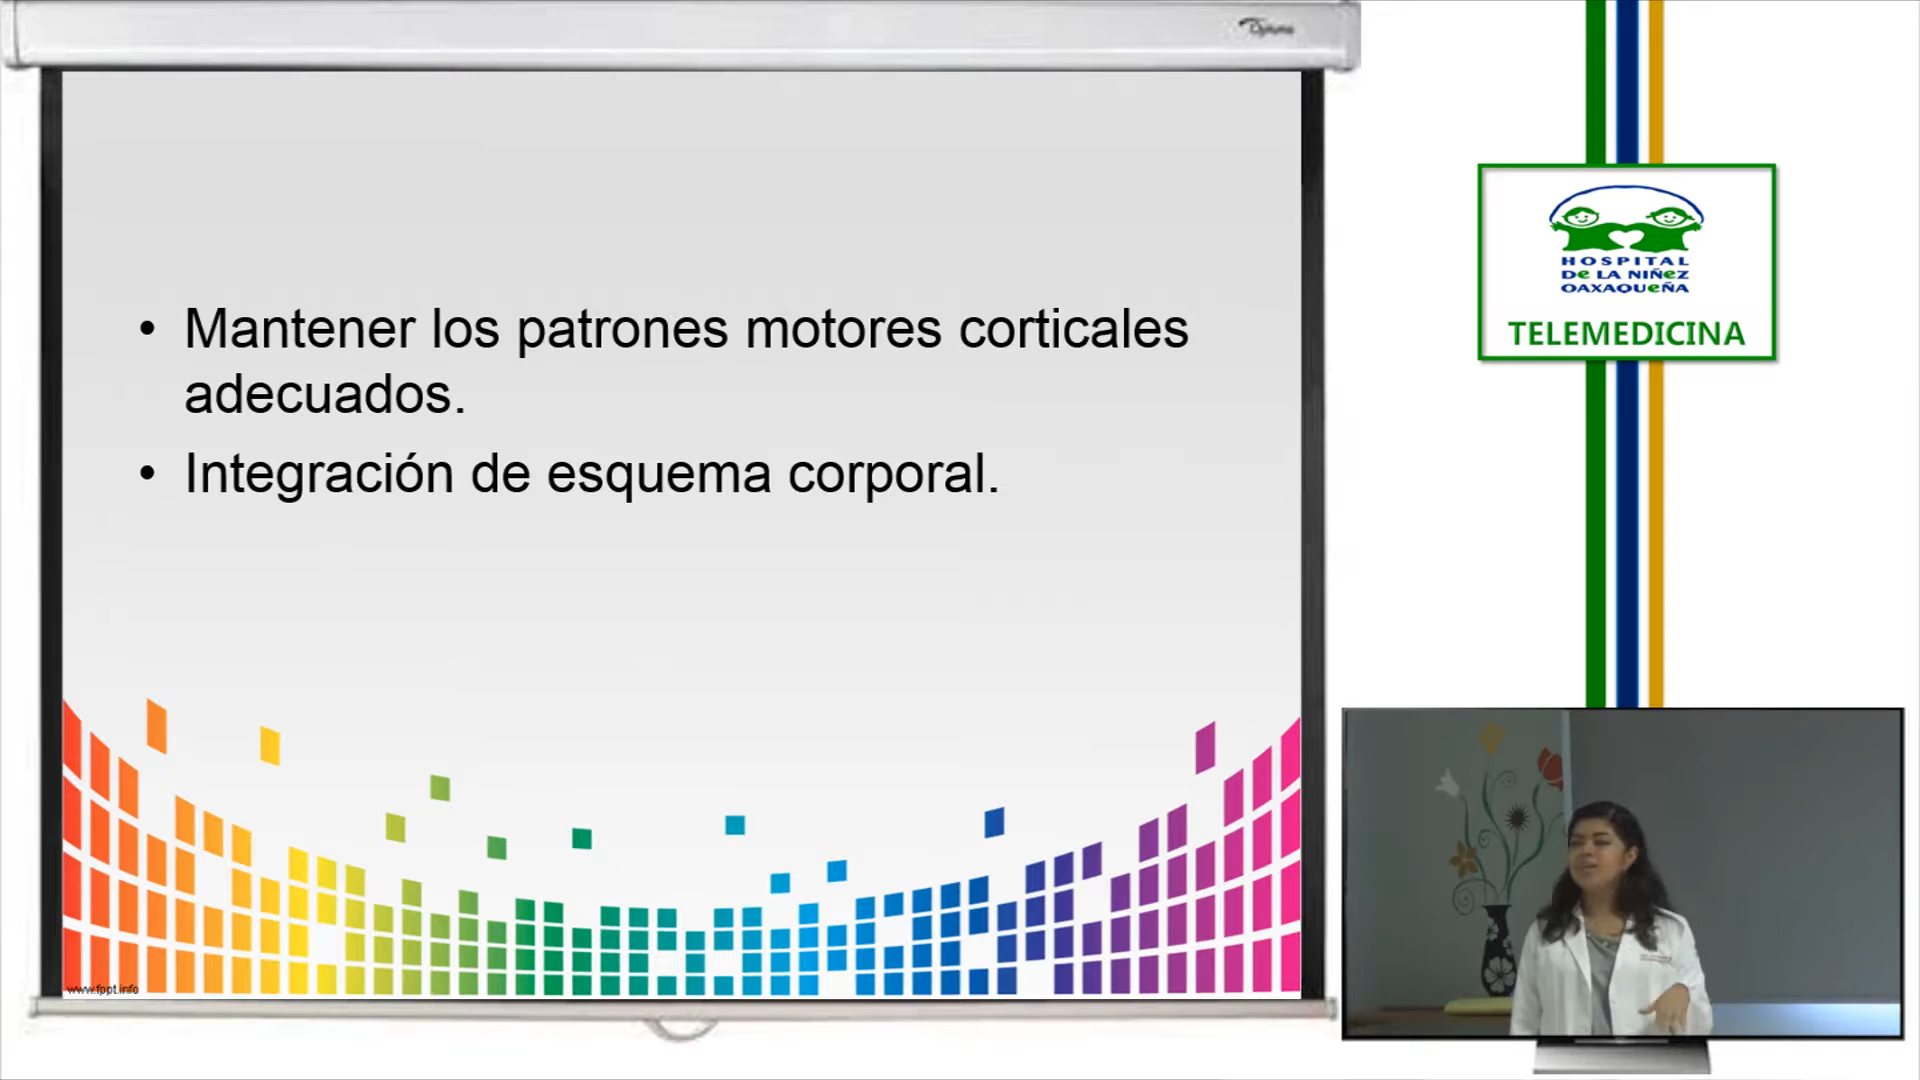 • Mantener los patrones motores corticales
adecuados.
• Integración de esquema corporal.
www.fppt.info
HOSPITAL
De LA NIÑeZ
OAXAQUeÑA
TELEMEDICINA